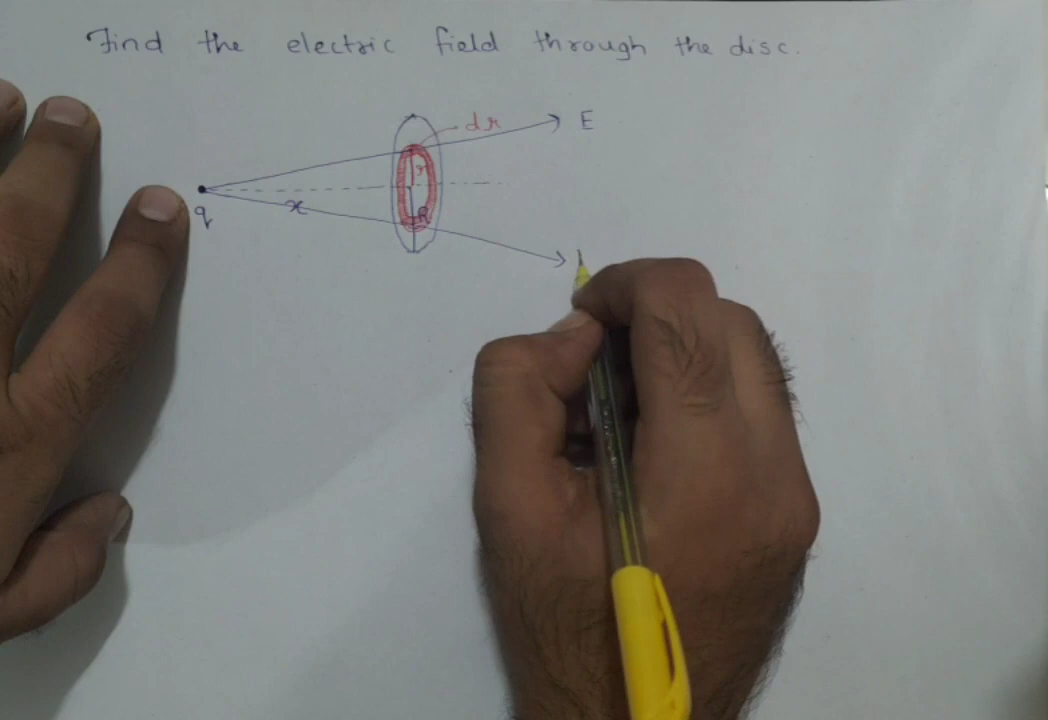 Find the electric field through the disc.
dr
E
r
q
x
R